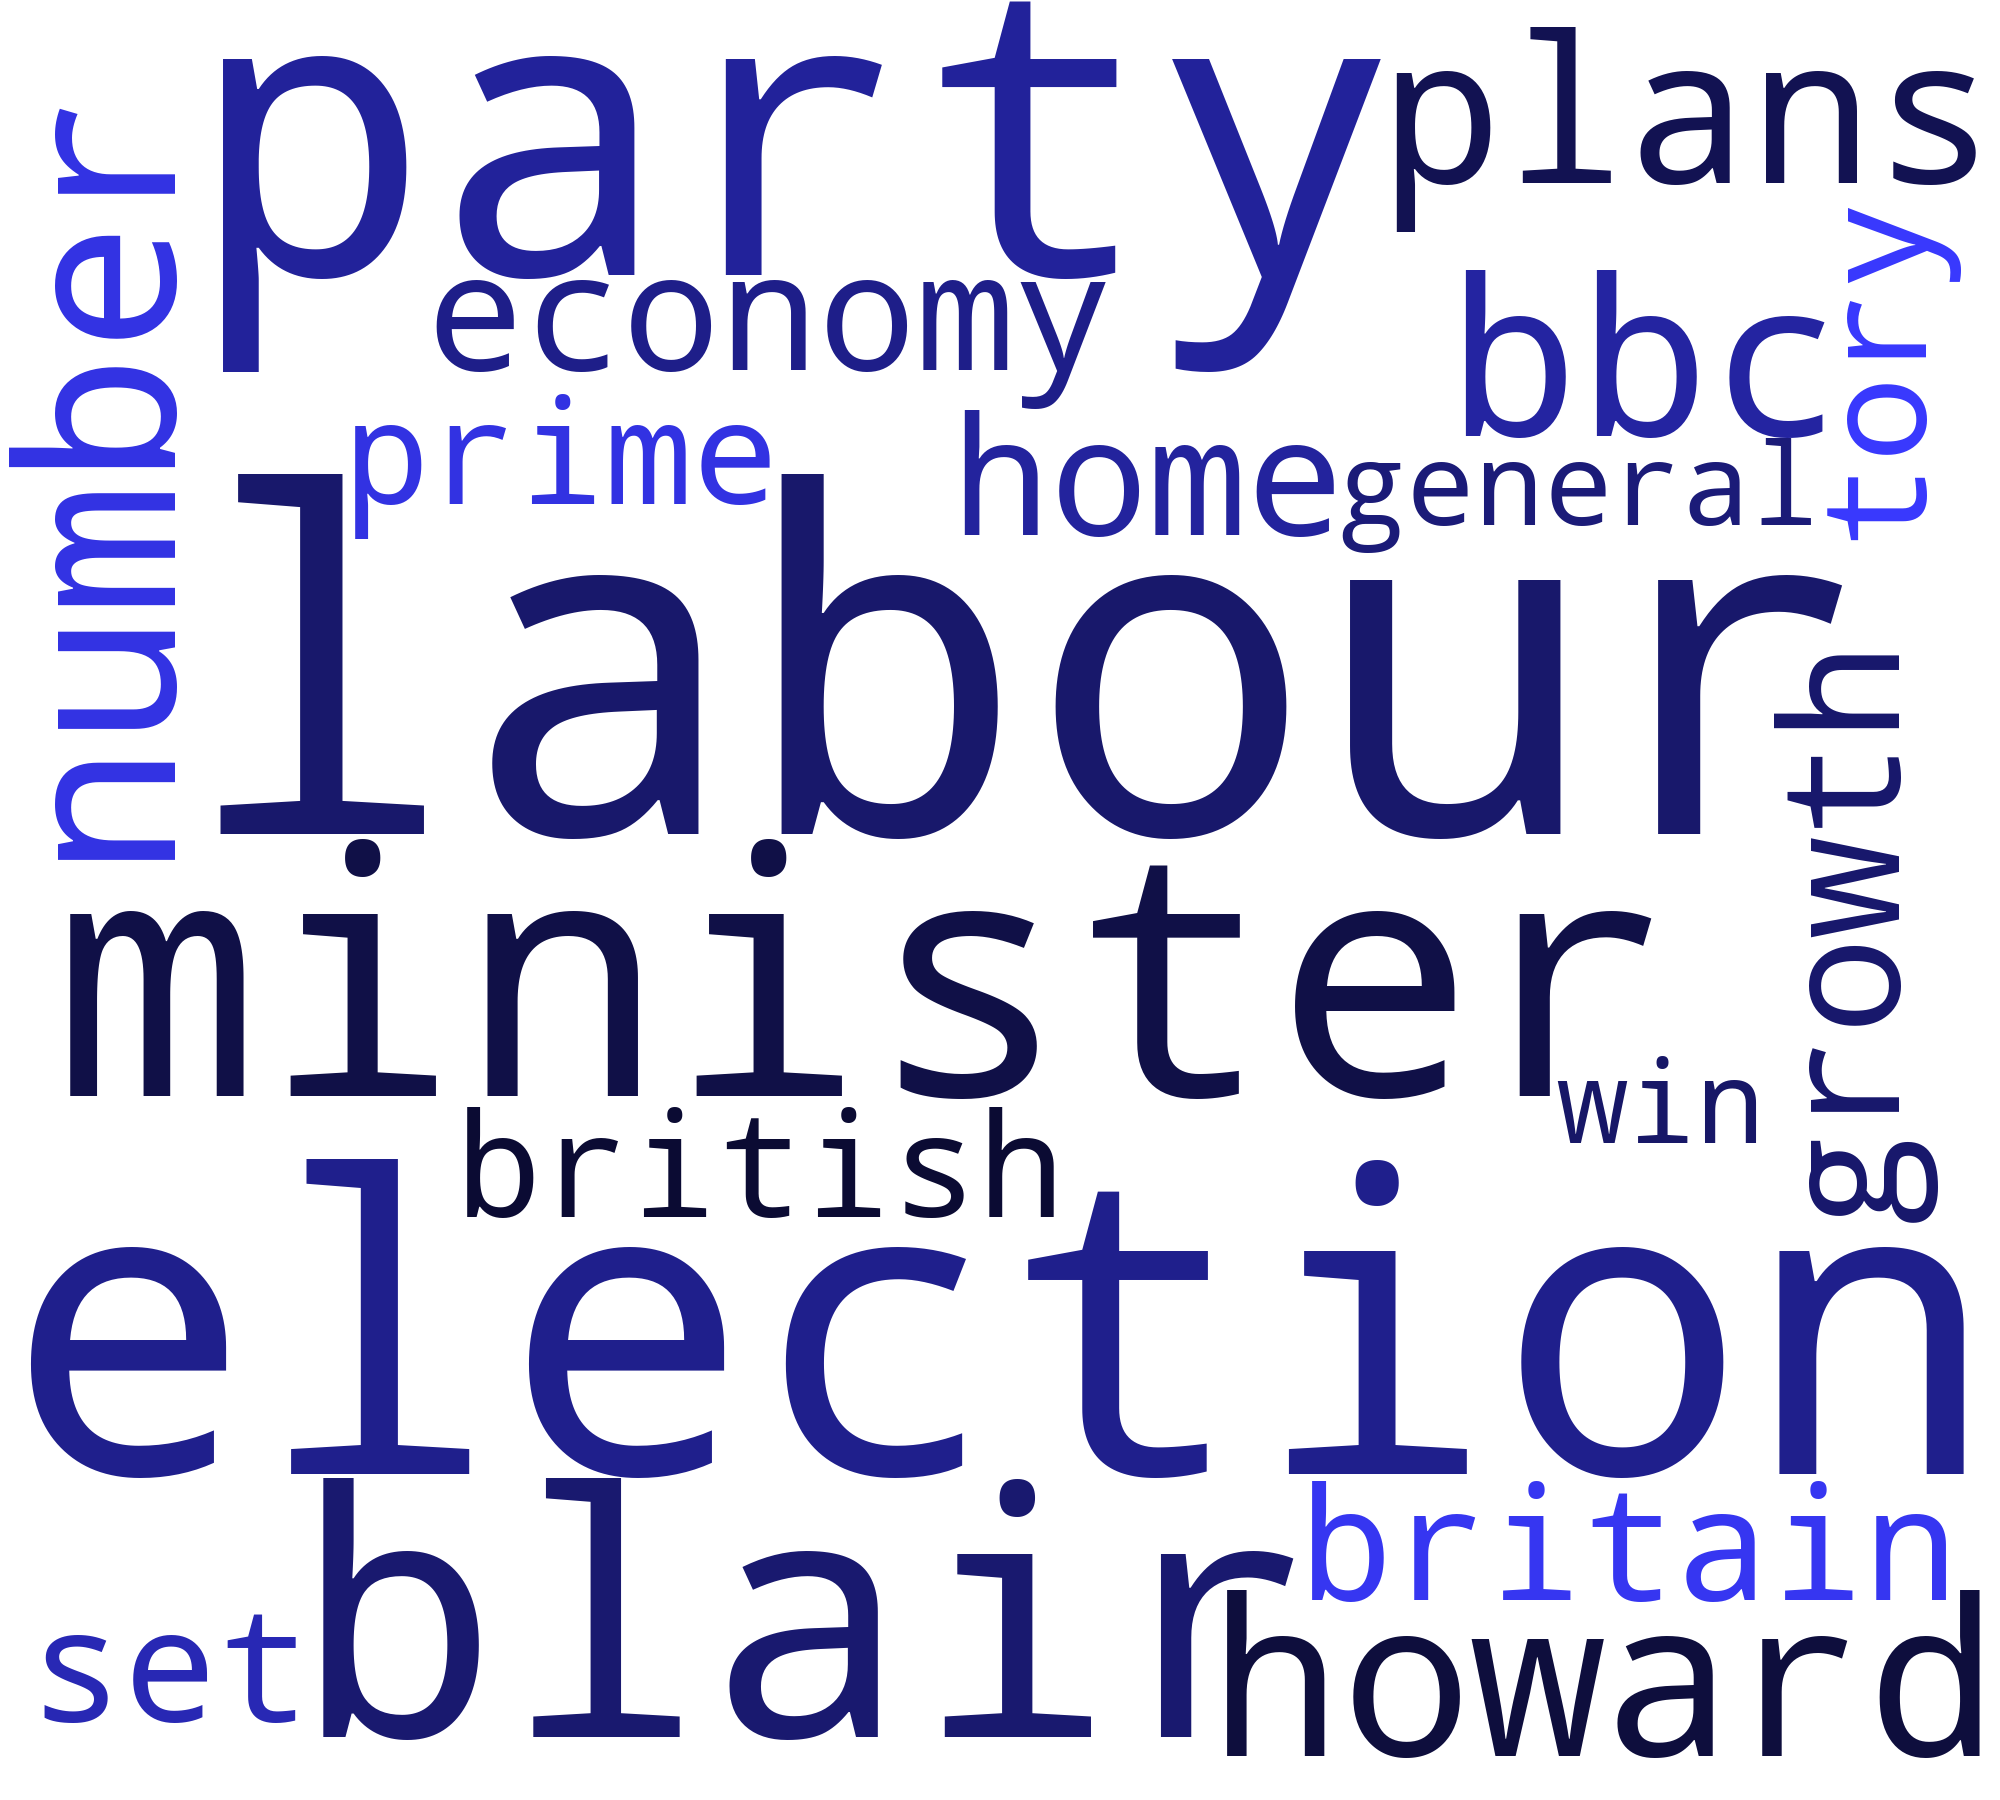 party
plans
number
economy
bbc
tory
prime
home
general
labour
growth
minister
win
british
election
blair
britain
set
howard